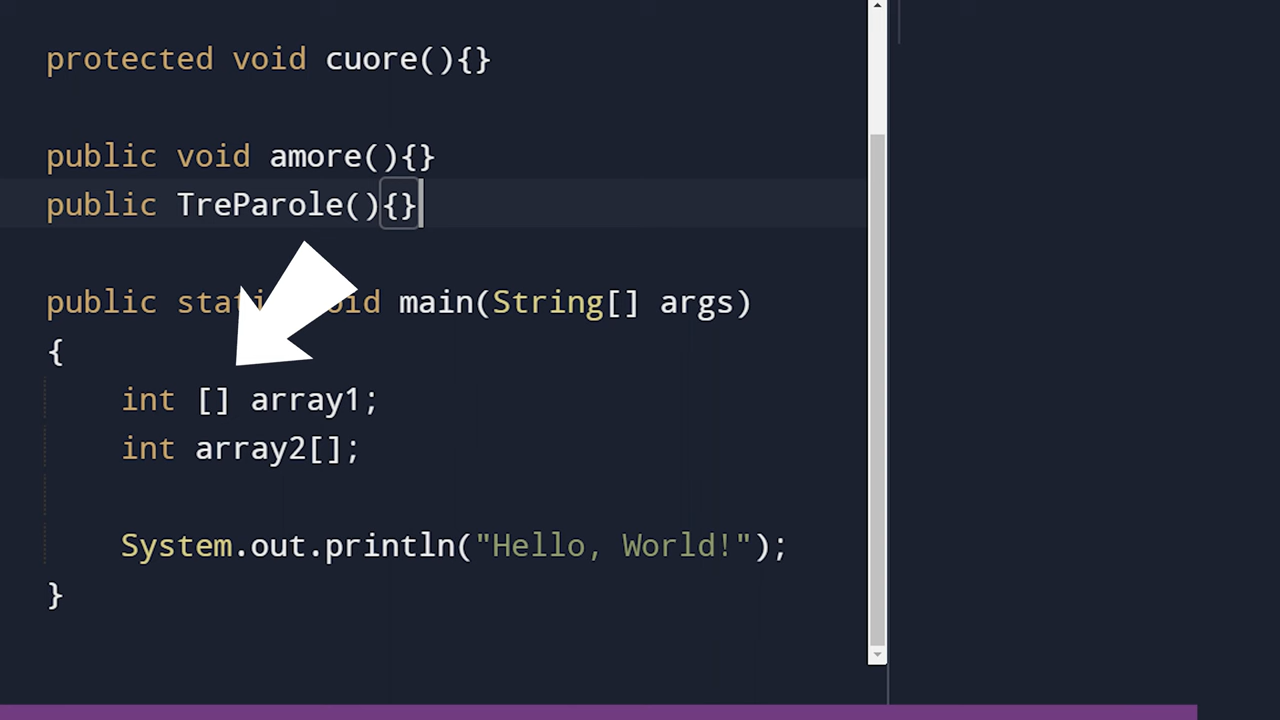 protected void cuore(){}
public void amore(){}
public TreParole(){}
public main(String[] args)
{
int [] array1;
int array2[];
System.out.println("Hello, World!");
}